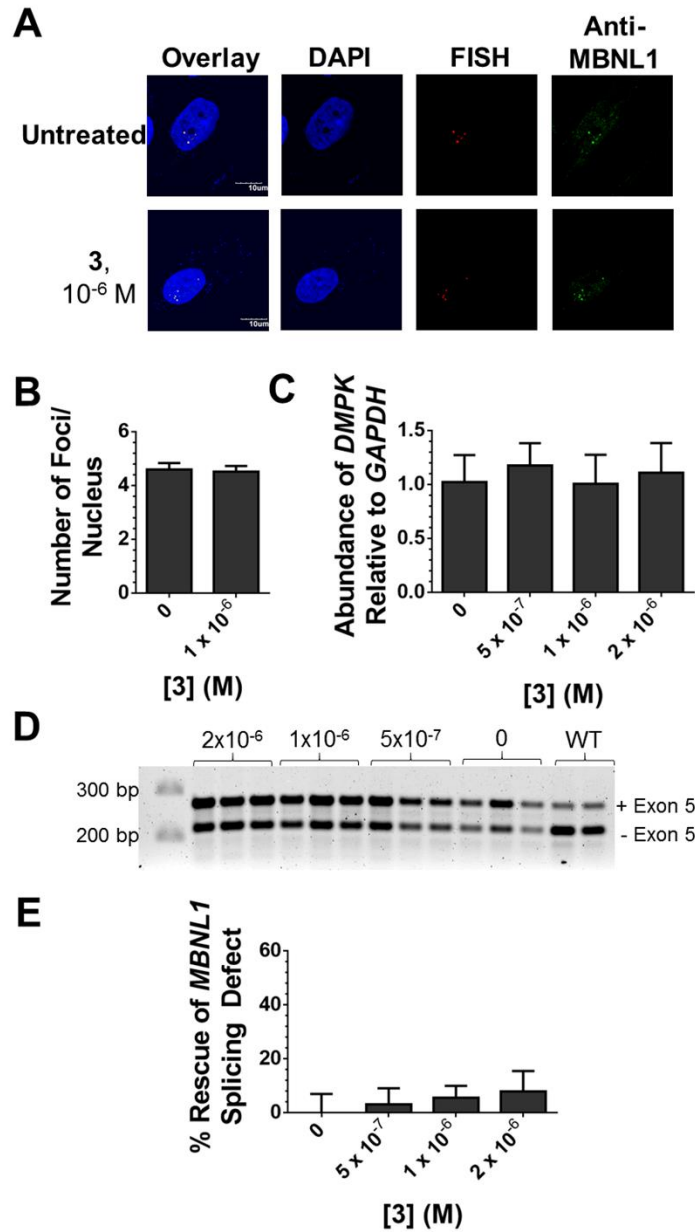 A
Overlay DAPI FISH Anti-
MBNL1
Untreated
10um
3,
10⁻⁶ M
10um
B
Number of Foci/
Nucleus
6
4
2
0
0
1 x 10⁻⁶
[3] (M)
C
Abundance of DMPK
Relative to GAPDH
1.5
1.0
0.5
0.0
0
5 x 10⁻⁷
1 x 10⁻⁶
2 x 10⁻⁶
[3] (M)
D
2x10⁻⁶ 1x10⁻⁶ 5x10⁻⁷ 0 WT
300 bp
+ Exon 5
200 bp
- Exon 5
E
% Rescue of MBNL1
Splicing Defect
60
40
20
0
0
5 x 10⁻⁷
1 x 10⁻⁶
2 x 10⁻⁶
[3] (M)